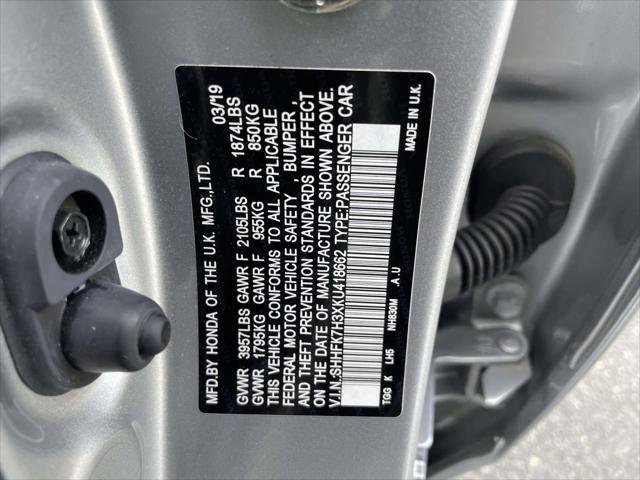 MFD.BY HONDA OF THE U.K. MFG.,LTD. 03/19
GVWR 3957LBS GAWR F 2105LBS R 1874LBS
GVWR 1795KG GAWR F 955KG R 850KG
THIS VEHICLE CONFORMS TO ALL APPLICABLE
FEDERAL MOTOR VEHICLE SAFETY , BUMPER ,
AND THEFT PREVENTION STANDARDS IN EFFECT
ON THE DATE OF MANUFACTURE SHOWN ABOVE.
V.I.N.:SHHFK7H3XKU418662 TYPE:PASSENGER CAR
TGG K LH5 NH830M .A.U
MADE IN U.K.